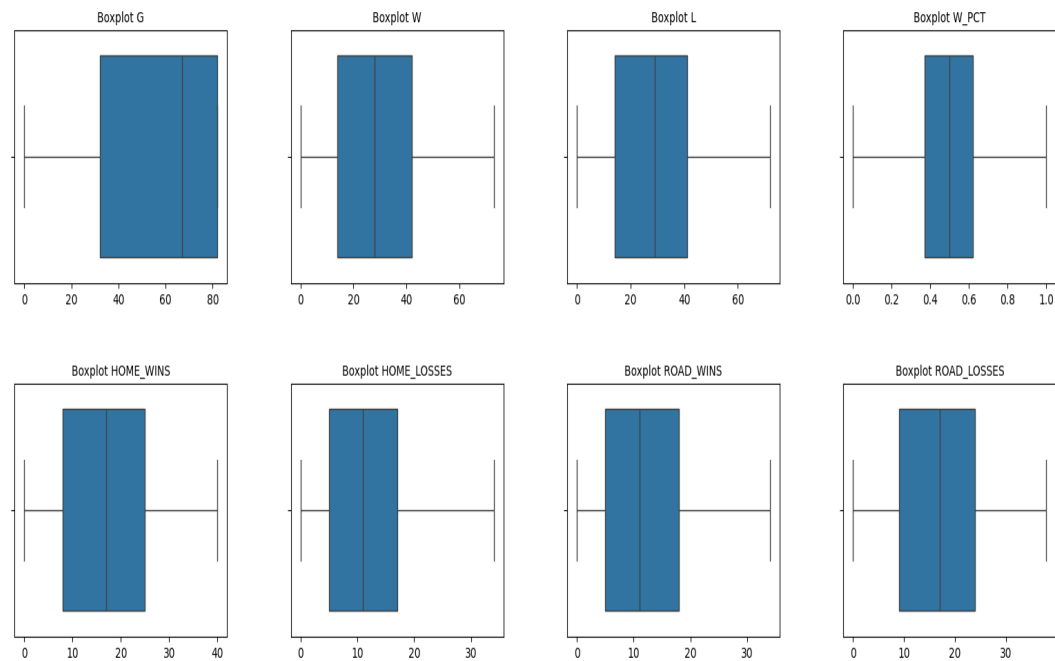 Boxplot G
Boxplot W
Boxplot L
Boxplot W_PCT
0 20 40 60 80
0 20 40 60
0 20 40 60
0.0 0.2 0.4 0.6 0.8 1.0
Boxplot HOME_WINS
Boxplot HOME_LOSSES
Boxplot ROAD_WINS
Boxplot ROAD_LOSSES
0 10 20 30 40
0 10 20 30
0 10 20 30
0 10 20 30